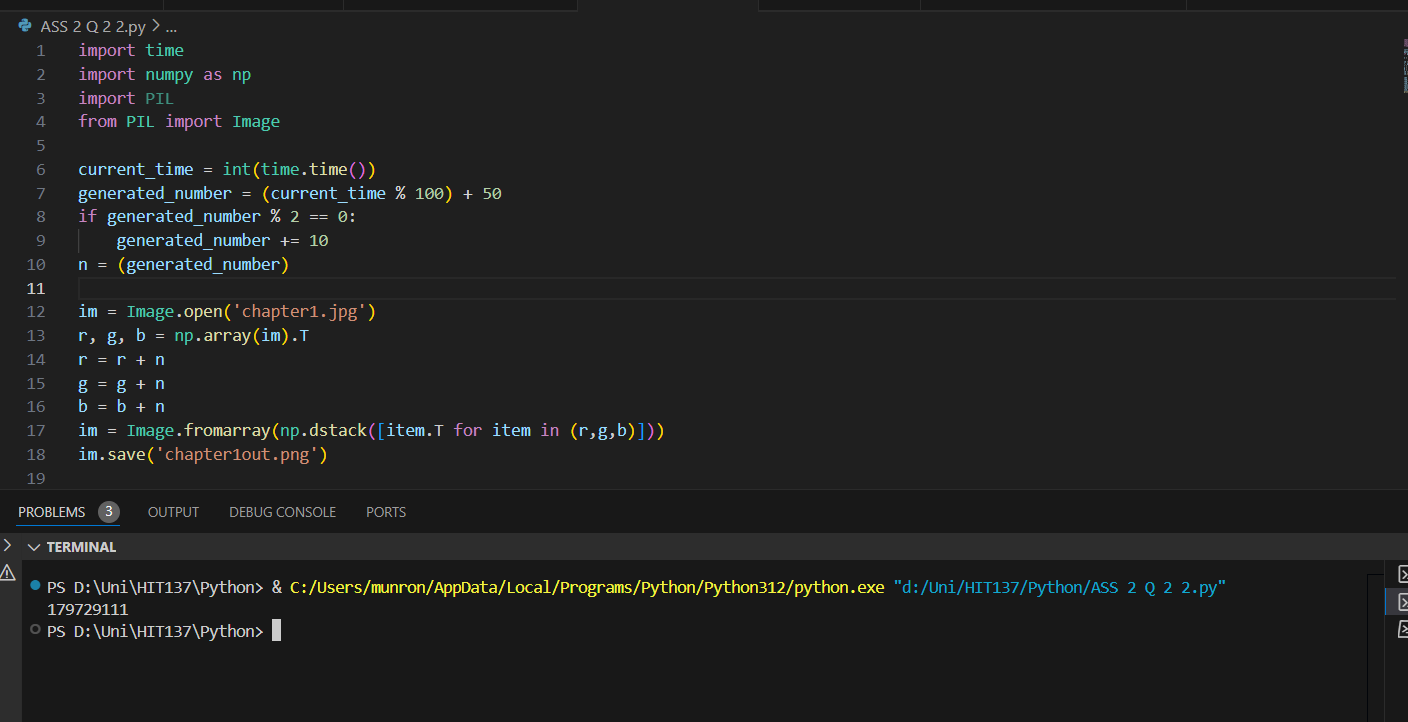 ASS 2 Q 2 2.py > ...
1 import time
2 import numpy as np
3 import PIL
4 from PIL import Image
5
6 current_time = int(time.time())
7 generated_number = (current_time % 100) + 50
8 if generated_number % 2 == 0:
9     generated_number += 10
10 n = (generated_number)
11
12 im = Image.open('chapter1.jpg')
13 r, g, b = np.array(im).T
14 r = r + n
15 g = g + n
16 b = b + n
17 im = Image.fromarray(np.dstack([item.T for item in (r,g,b)]))
18 im.save('chapter1out.png')
19
PROBLEMS 3 OUTPUT DEBUG CONSOLE PORTS
TERMINAL
PS D:\Uni\HIT137\Python> & C:/Users/munron/AppData/Local/Programs/Python/Python312/python.exe "d:/Uni/HIT137/Python/ASS 2 Q 2 2.py"
179729111
PS D:\Uni\HIT137\Python>